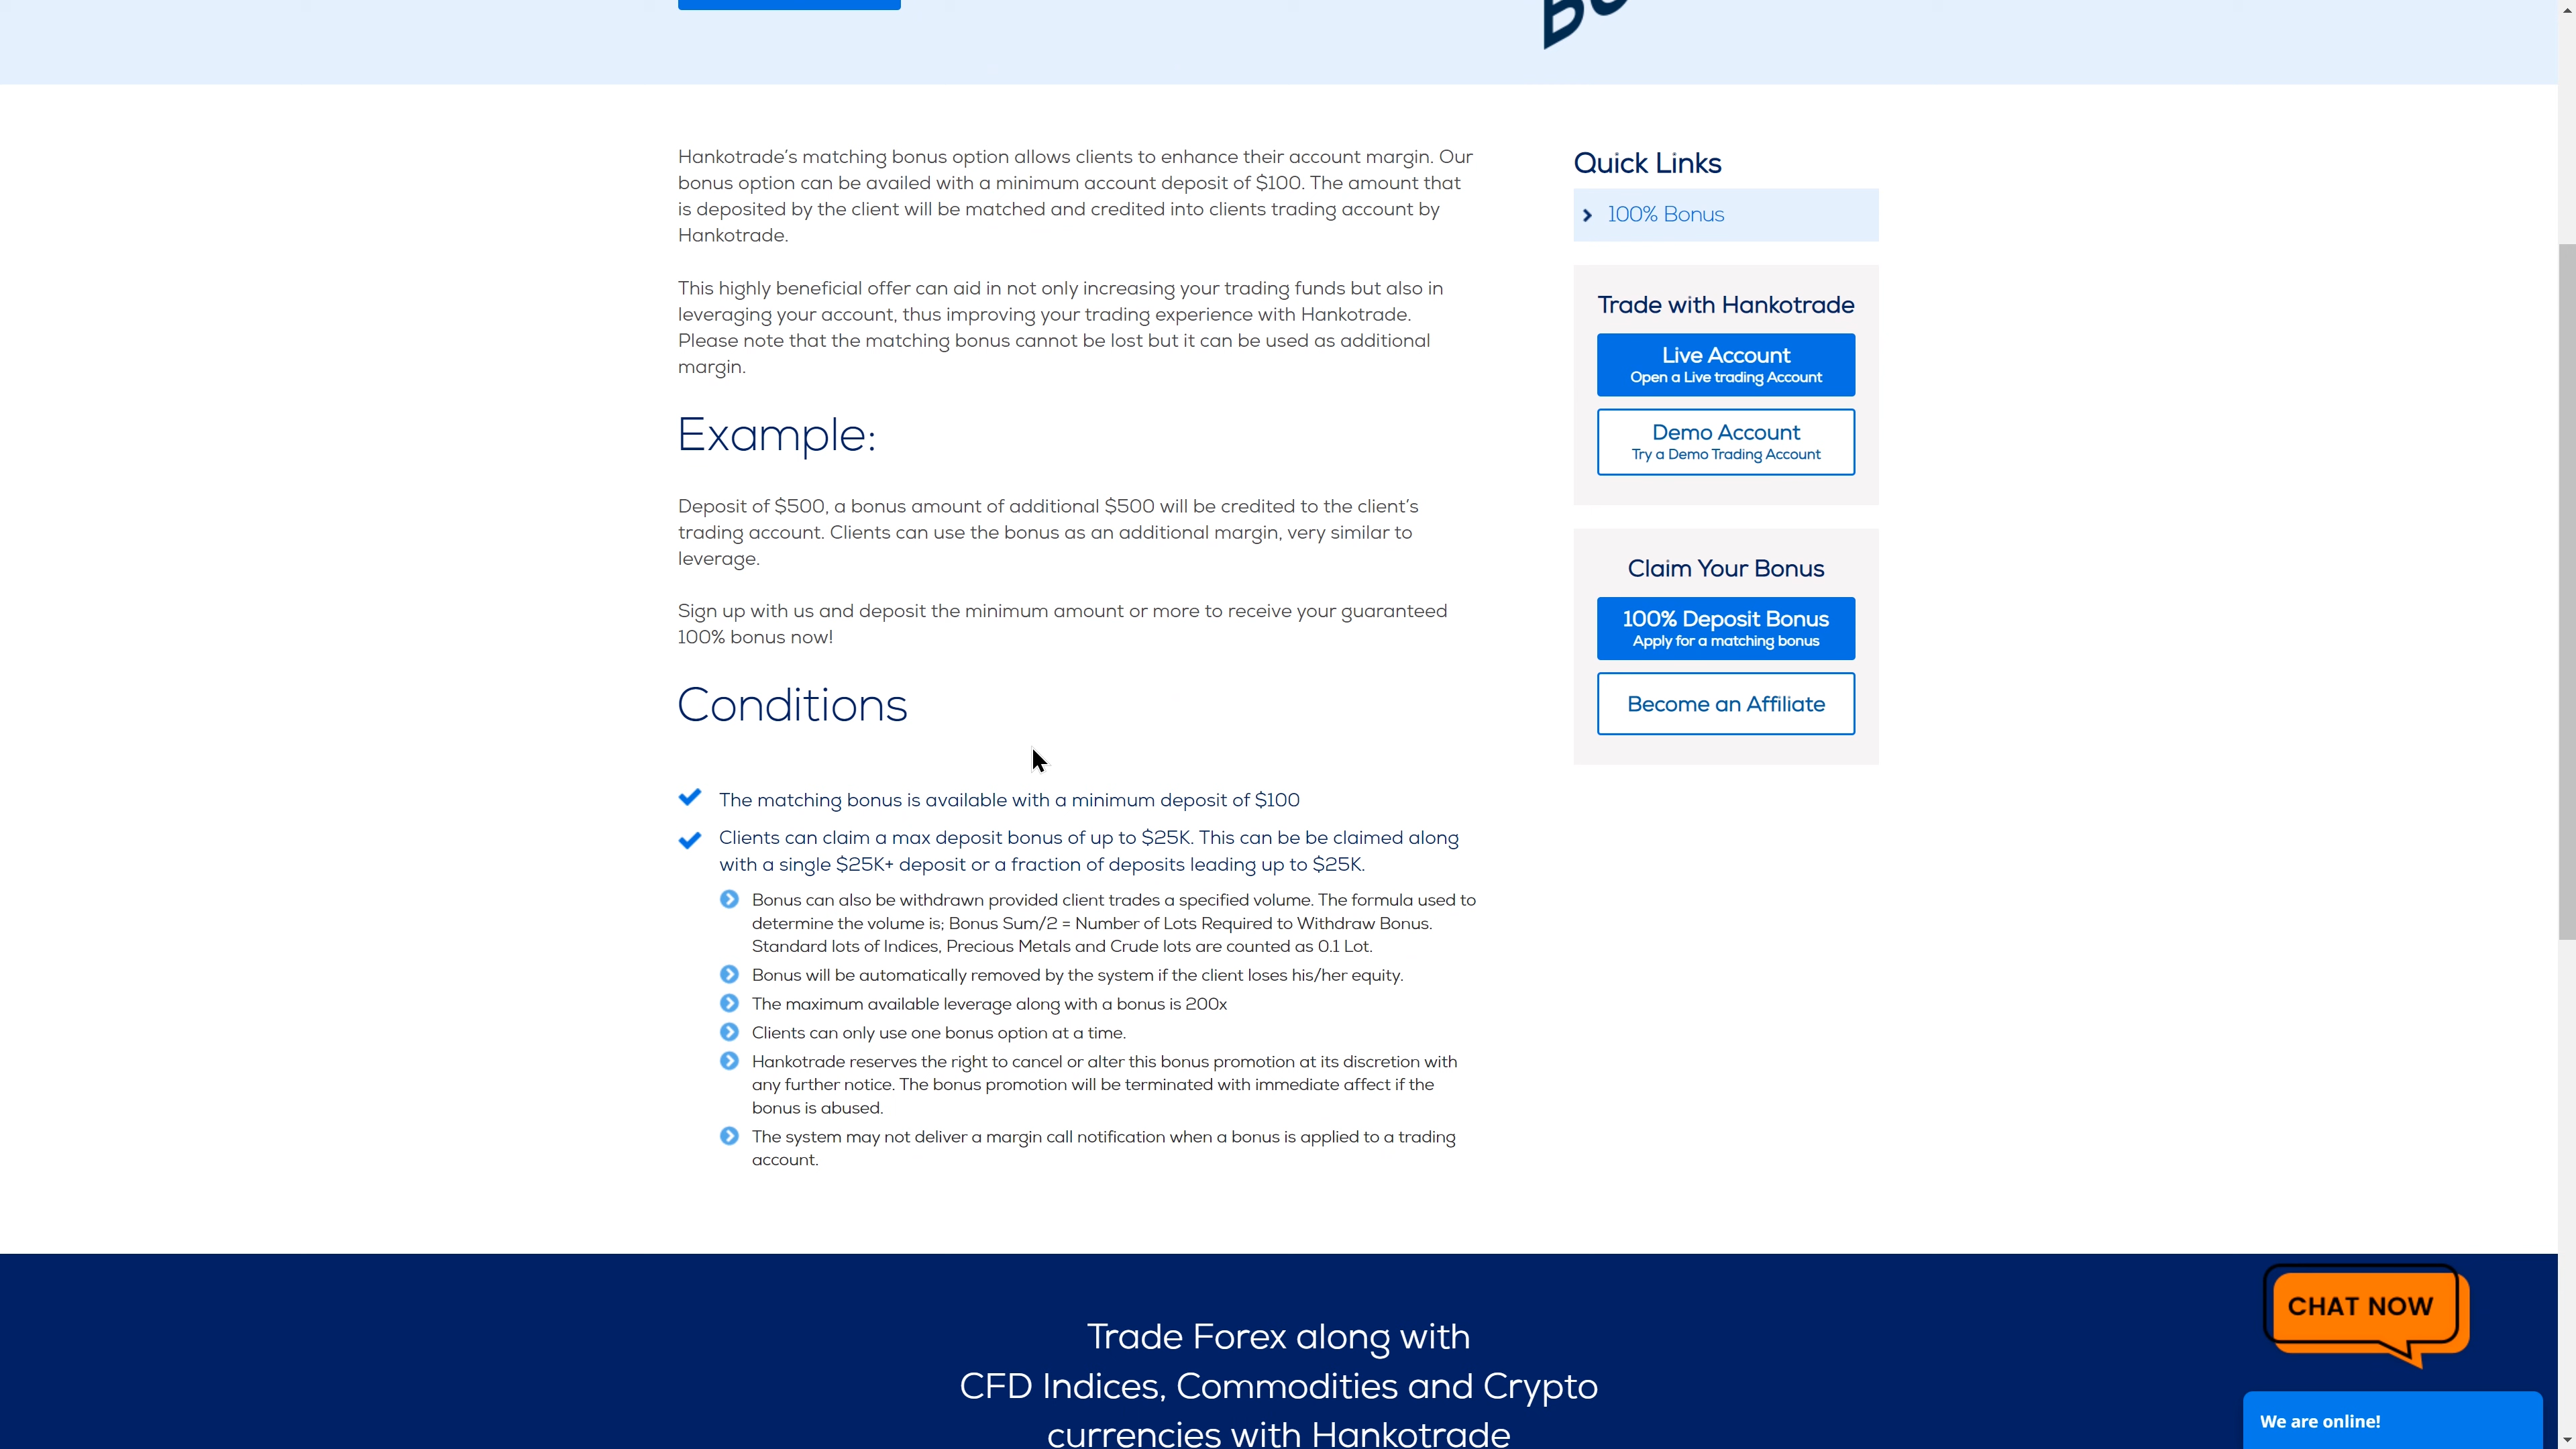 Hankotrade's matching bonus option allows clients to enhance their account margin. Our
bonus option can be availed with a minimum account deposit of $100. The amount that
is deposited by the client will be matched and credited into clients trading account by
Hankotrade.
This highly beneficial offer can aid in not only increasing your trading funds but also in
leveraging your account, thus improving your trading experience with Hankotrade.
Please note that the matching bonus cannot be lost but it can be used as additional
margin.
Example:
Deposit of $500, a bonus amount of additional $500 will be credited to the client's
trading account. Clients can use the bonus as an additional margin, very similar to
leverage.
Sign up with us and deposit the minimum amount or more to receive your guaranteed
100% bonus now!
Conditions
The matching bonus is available with a minimum deposit of $100
Clients can claim a max deposit bonus of up to $25K. This can be be claimed along
with a single $25K+ deposit or a fraction of deposits leading up to $25K.
Bonus can also be withdrawn provided client trades a specified volume. The formula used to
determine the volume is; Bonus Sum/2 = Number of Lots Required to Withdraw Bonus.
Standard lots of Indices, Precious Metals and Crude lots are counted as 0.1 Lot.
Bonus will be automatically removed by the system if the client loses his/her equity.
The maximum available leverage along with a bonus is 200x
Clients can only use one bonus option at a time.
Hankotrade reserves the right to cancel or alter this bonus promotion at its discretion with
any further notice. The bonus promotion will be terminated with immediate affect if the
bonus is abused.
The system may not deliver a margin call notification when a bonus is applied to a trading
account.
Quick Links
100% Bonus
Trade with Hankotrade
Live Account
Open a Live trading Account
Demo Account
Try a Demo Trading Account
Claim Your Bonus
100% Deposit Bonus
Apply for a matching bonus
Become an Affiliate
Trade Forex along with
CFD Indices, Commodities and Crypto
currencies with Hankotrade
CHAT NOW
We are online!